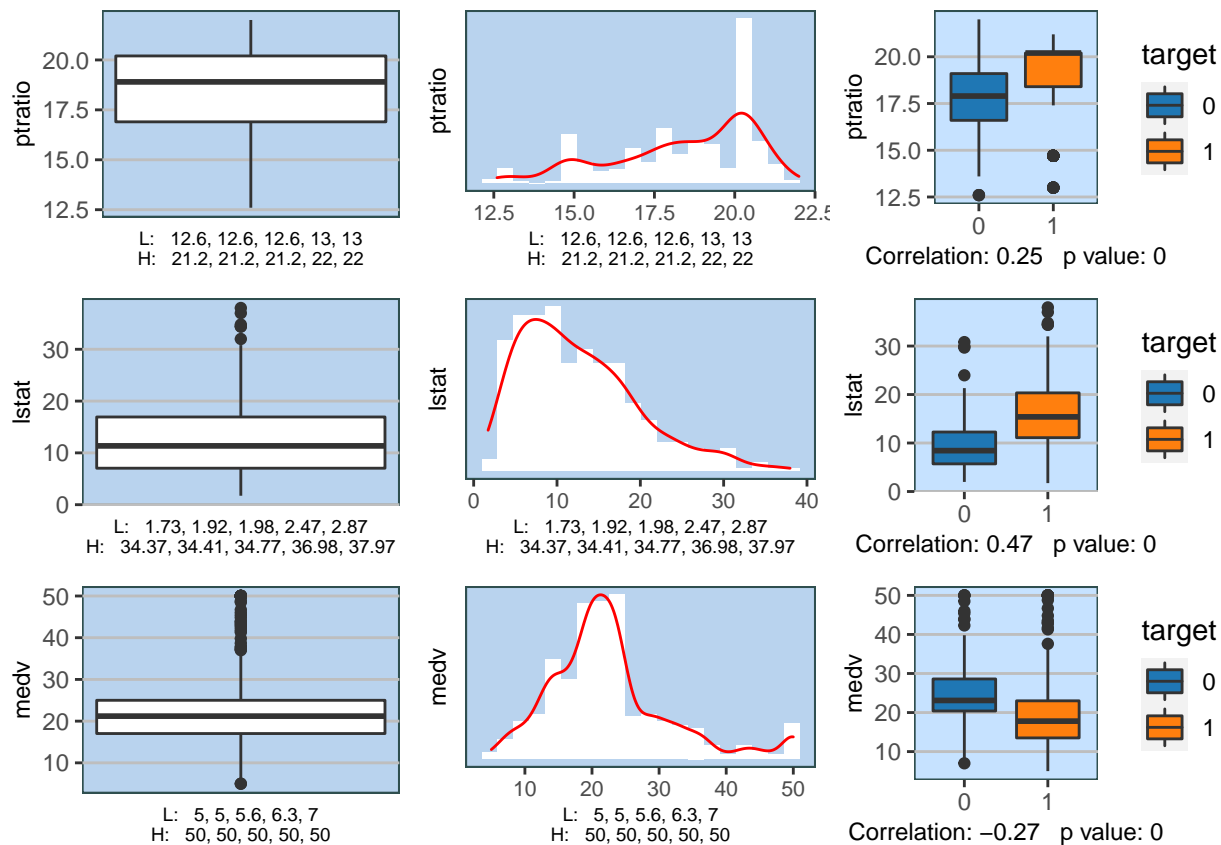 ptratio
20.0
17.5
15.0
12.5
L: 12.6, 12.6, 12.6, 13, 13
H: 21.2, 21.2, 21.2, 22, 22
ptratio
12.5 15.0 17.5 20.0 22.5
L: 12.6, 12.6, 12.6, 13, 13
H: 21.2, 21.2, 21.2, 22, 22
ptratio
20.0
17.5
15.0
12.5
0 1
Correlation: 0.25 p value: 0
target
0
1
lstat
30
20
10
0
L: 1.73, 1.92, 1.98, 2.47, 2.87
H: 34.37, 34.41, 34.77, 36.98, 37.97
lstat
0 10 20 30 40
L: 1.73, 1.92, 1.98, 2.47, 2.87
H: 34.37, 34.41, 34.77, 36.98, 37.97
lstat
30
20
10
0
0 1
Correlation: 0.47 p value: 0
target
0
1
medv
50
40
30
20
10
L: 5, 5, 5.6, 6.3, 7
H: 50, 50, 50, 50, 50
medv
10 20 30 40 50
L: 5, 5, 5.6, 6.3, 7
H: 50, 50, 50, 50, 50
medv
50
40
30
20
10
0 1
Correlation: −0.27 p value: 0
target
0
1